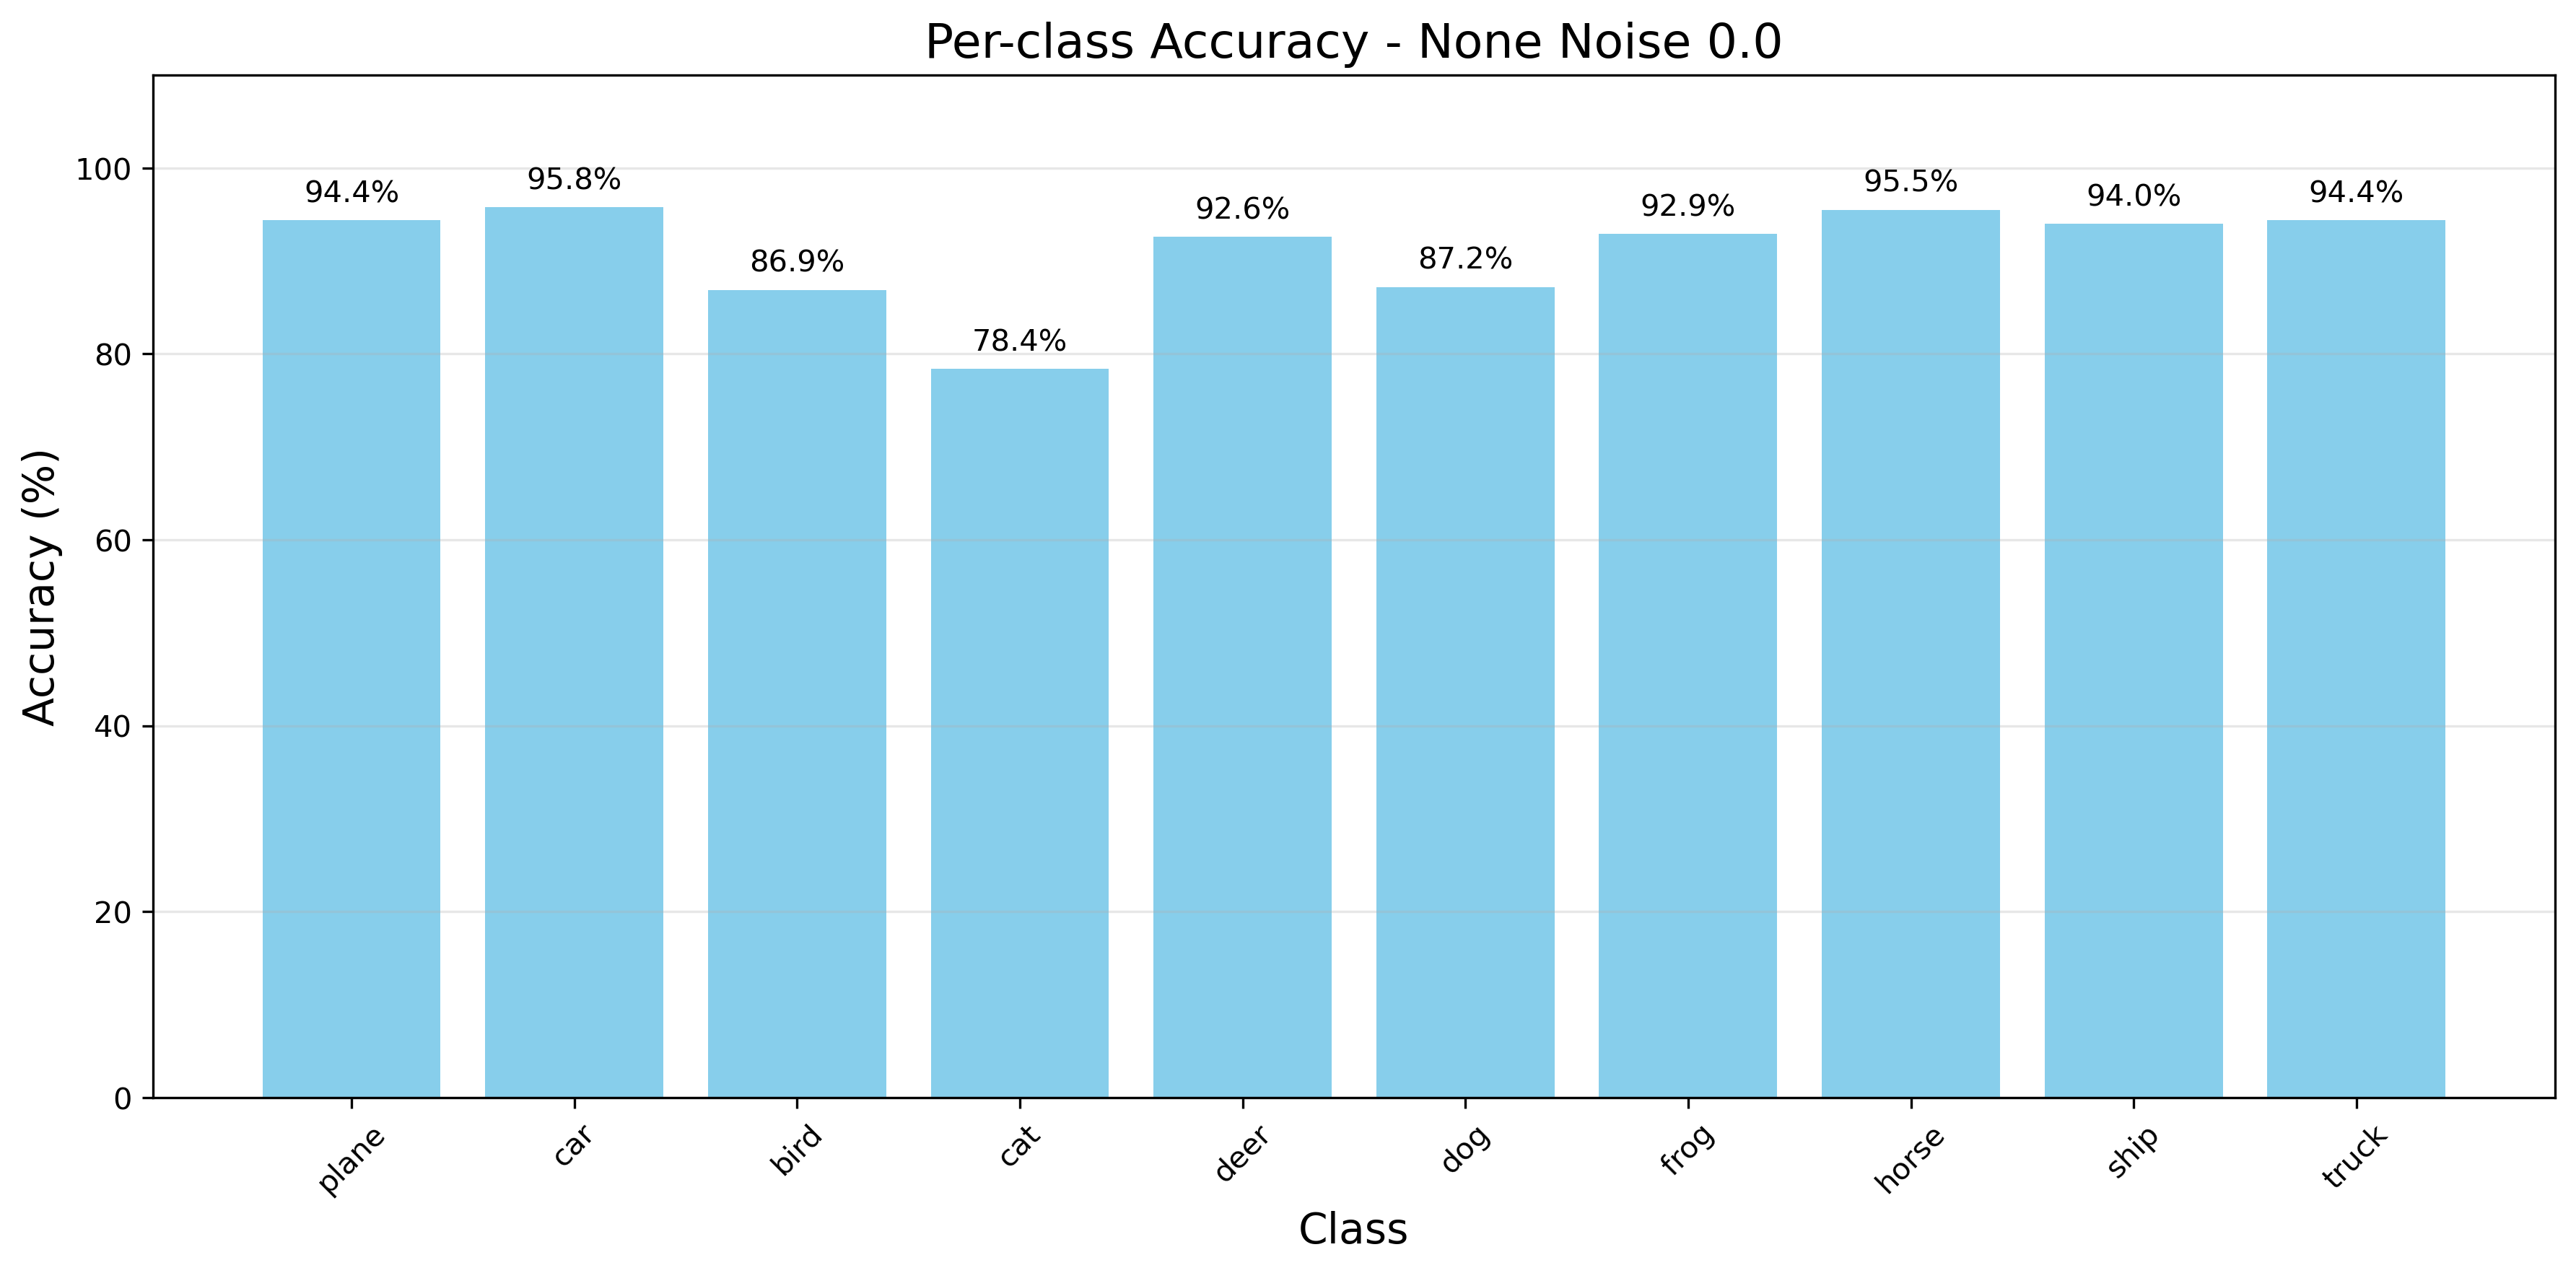 Per-class Accuracy - None Noise 0.0
Accuracy (%)
100
80
60
40
20
0
94.4%
95.8%
86.9%
78.4%
92.6%
87.2%
92.9%
95.5%
94.0%
94.4%
plane
car
bird
cat
deer
dog
frog
horse
ship
truck
Class